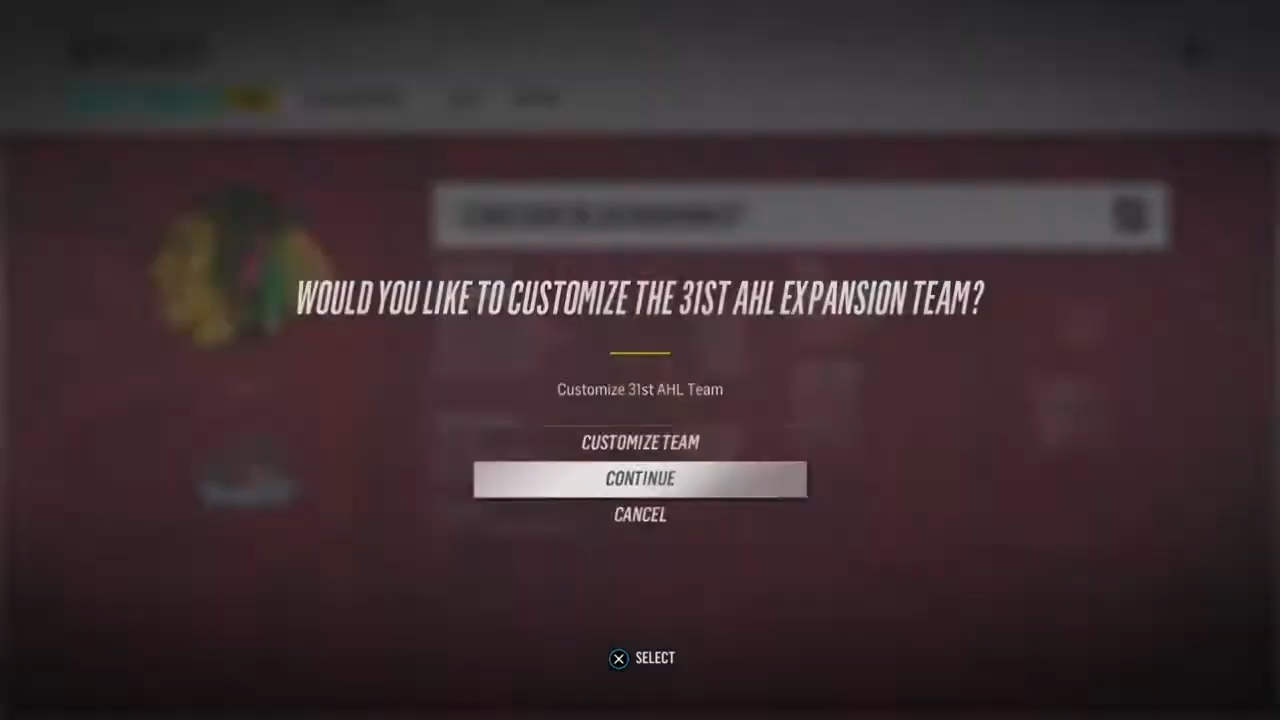 WOULD YOU LIKE TO CUSTOMIZE THE 31ST AHL EXPANSION TEAM?
Customize 31st AHL Team
CUSTOMIZE TEAM
CONTINUE
CANCEL
SELECT